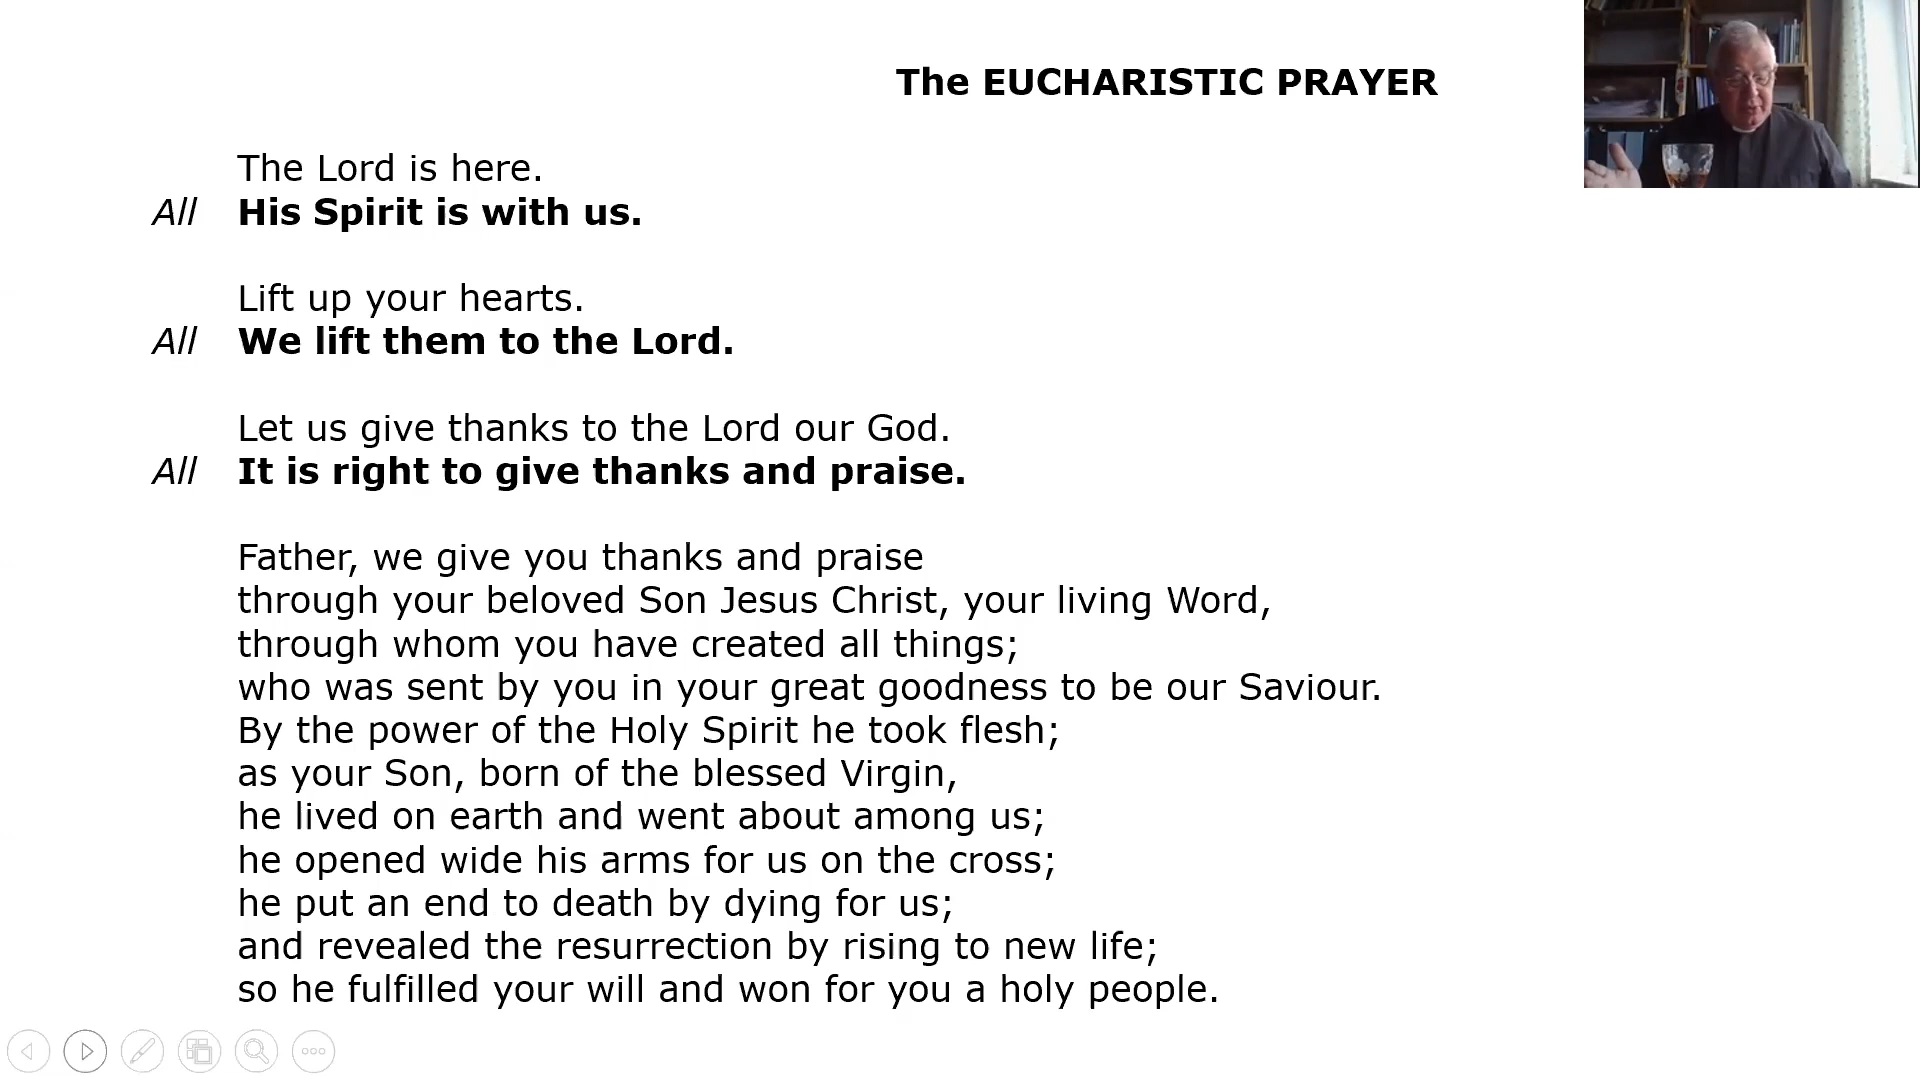 The EUCHARISTIC PRAYER
The Lord is here.
All His Spirit is with us.
Lift up your hearts.
All We lift them to the Lord.
Let us give thanks to the Lord our God.
All It is right to give thanks and praise.
Father, we give you thanks and praise
through your beloved Son Jesus Christ, your living Word,
through whom you have created all things;
who was sent by you in your great goodness to be our Saviour.
By the power of the Holy Spirit he took flesh;
as your Son, born of the blessed Virgin,
he lived on earth and went about among us;
he opened wide his arms for us on the cross;
he put an end to death by dying for us;
and revealed the resurrection by rising to new life;
so he fulfilled your will and won for you a holy people.